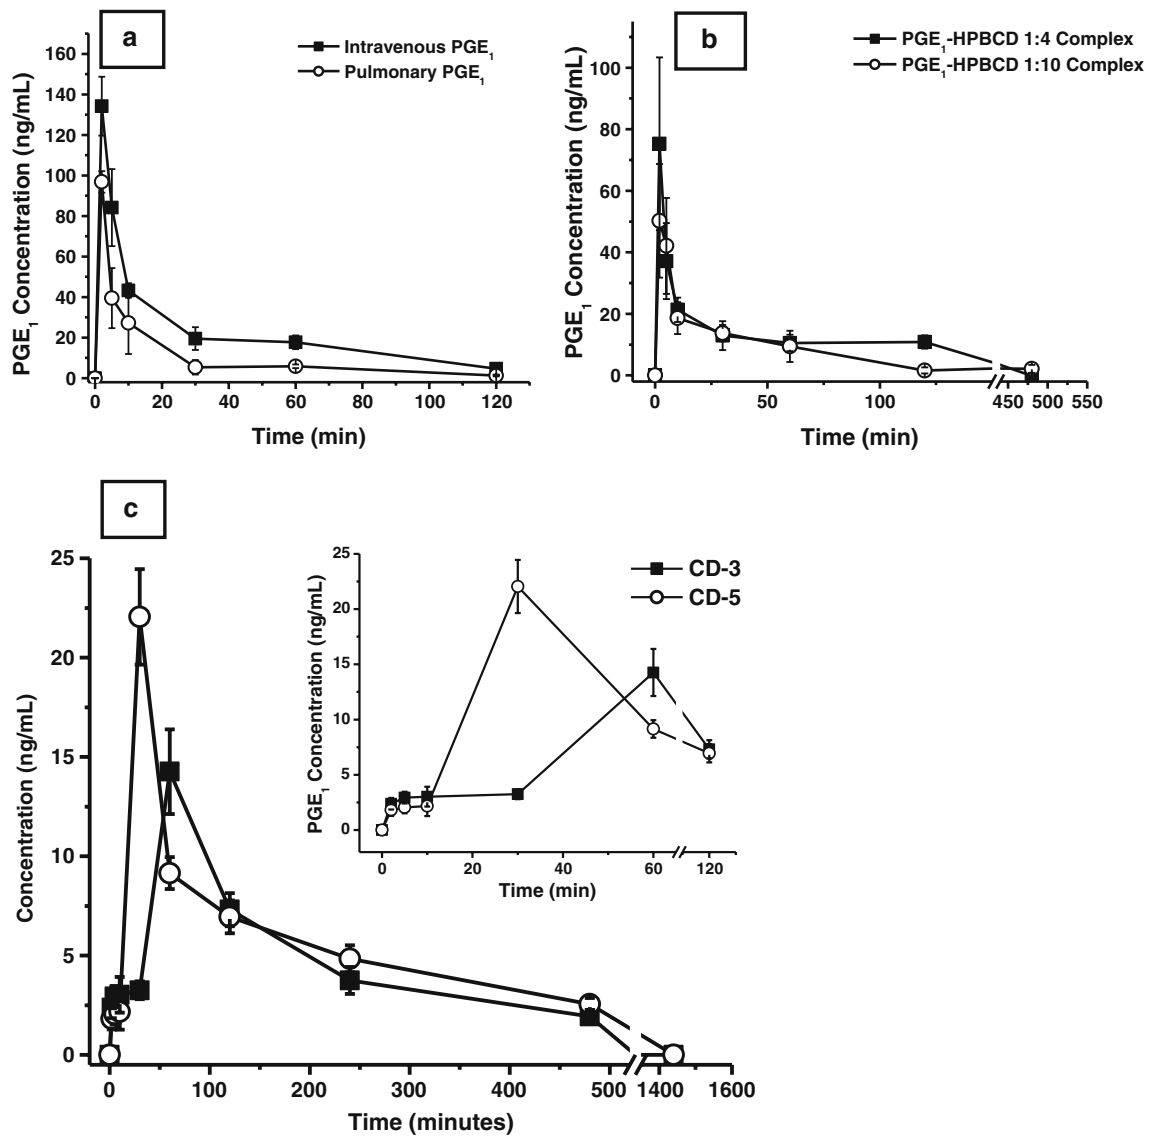 a
Intravenous PGE₁
Pulmonary PGE₁
PGE₁ Concentration (ng/mL)
160
140
120
100
80
60
40
20
0
0 20 40 60 80 100 120
Time (min)
b
PGE₁-HPBCD 1:4 Complex
PGE₁-HPBCD 1:10 Complex
PGE₁ Concentration (ng/mL)
100
80
60
40
20
0
0 50 100 450 500 550
Time (min)
c
Concentration (ng/mL)
25
20
15
10
5
0
0 100 200 300 400 500 1400 1600
Time (minutes)
CD-3
CD-5
PGE₁ Concentration (ng/mL)
25
20
15
10
5
0
0 20 40 60 120
Time (min)